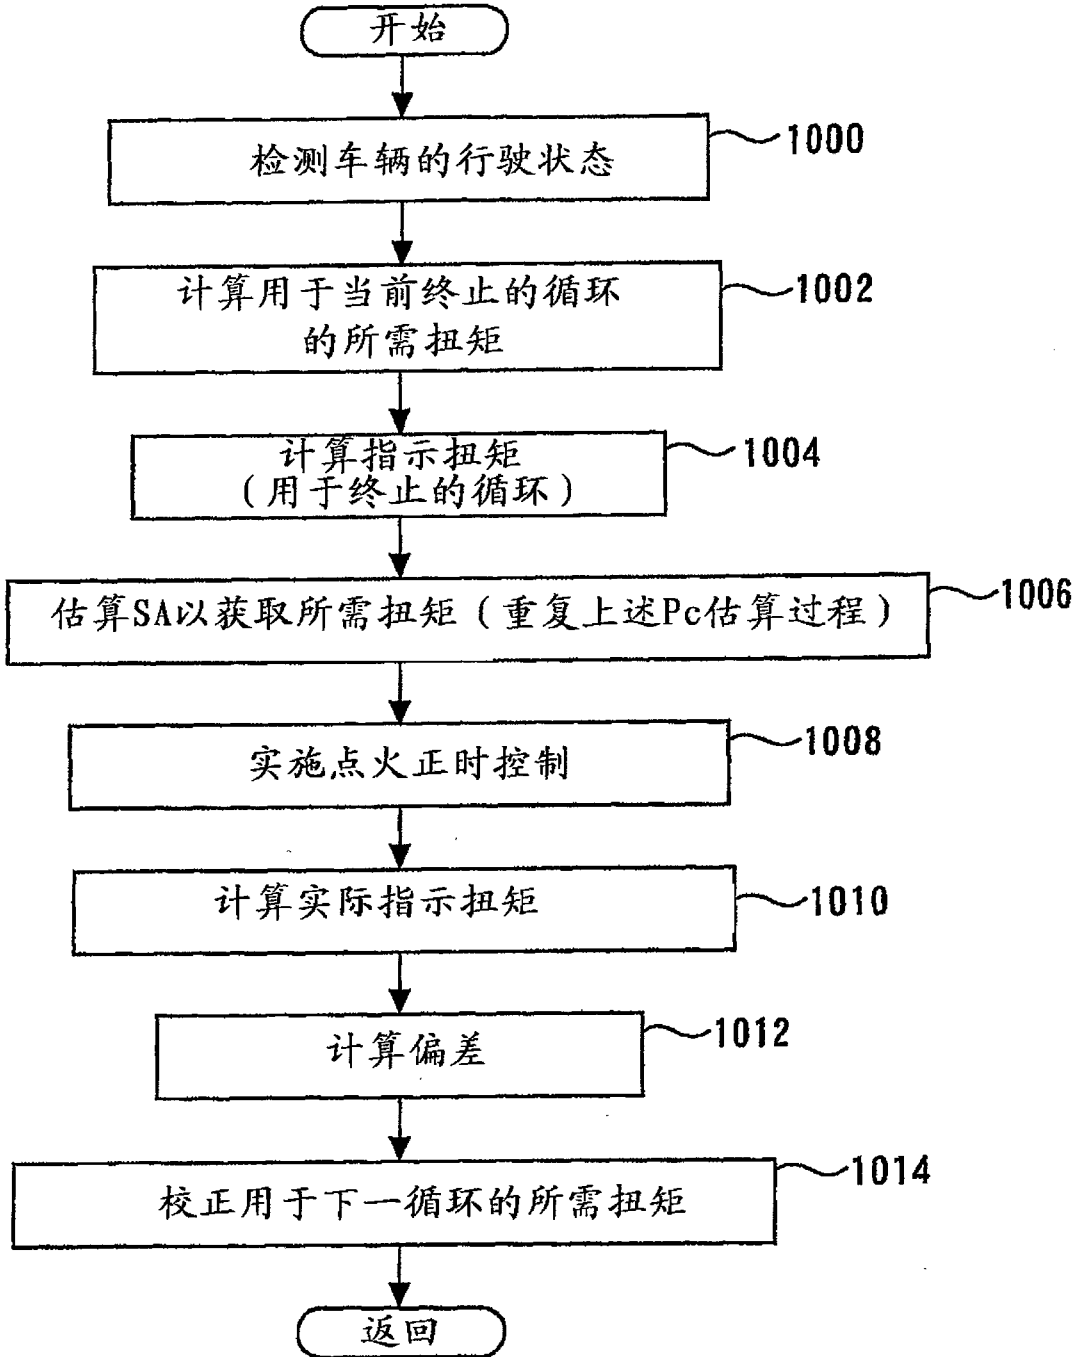 开始
检测车辆的行驶状态
1000
计算用于当前终止的循环
的所需扭矩
1002
计算指示扭矩
(用于终止的循环)
1004
估算SA以获取所需扭矩(重复上述Pc估算过程)
1006
实施点火正时控制
1008
计算实际指示扭矩
1010
计算偏差
1012
校正用于下一循环的所需扭矩
1014
返回